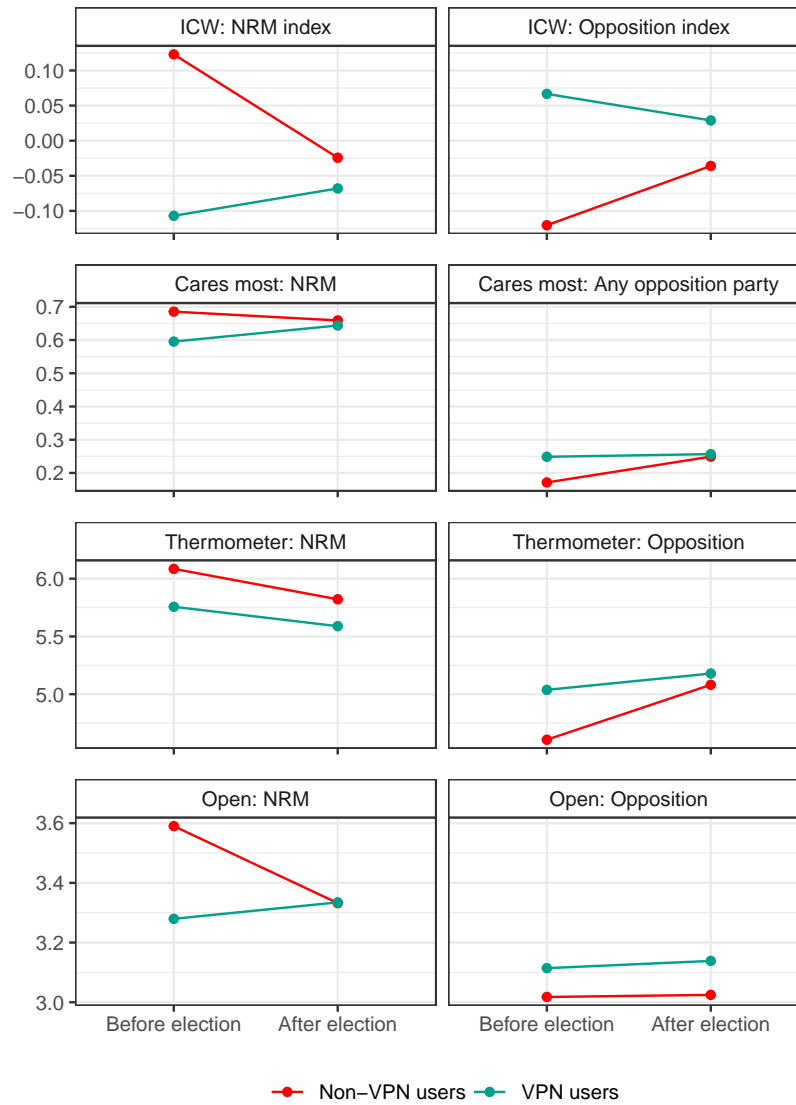 ICW: NRM index
ICW: Opposition index
0.10
0.05
0.00
−0.05
−0.10
Cares most: NRM
Cares most: Any opposition party
0.7
0.6
0.5
0.4
0.3
0.2
Thermometer: NRM
Thermometer: Opposition
6.0
5.5
5.0
Open: NRM
Open: Opposition
3.6
3.4
3.2
3.0
Before election After election Before election After election
Non−VPN users VPN users